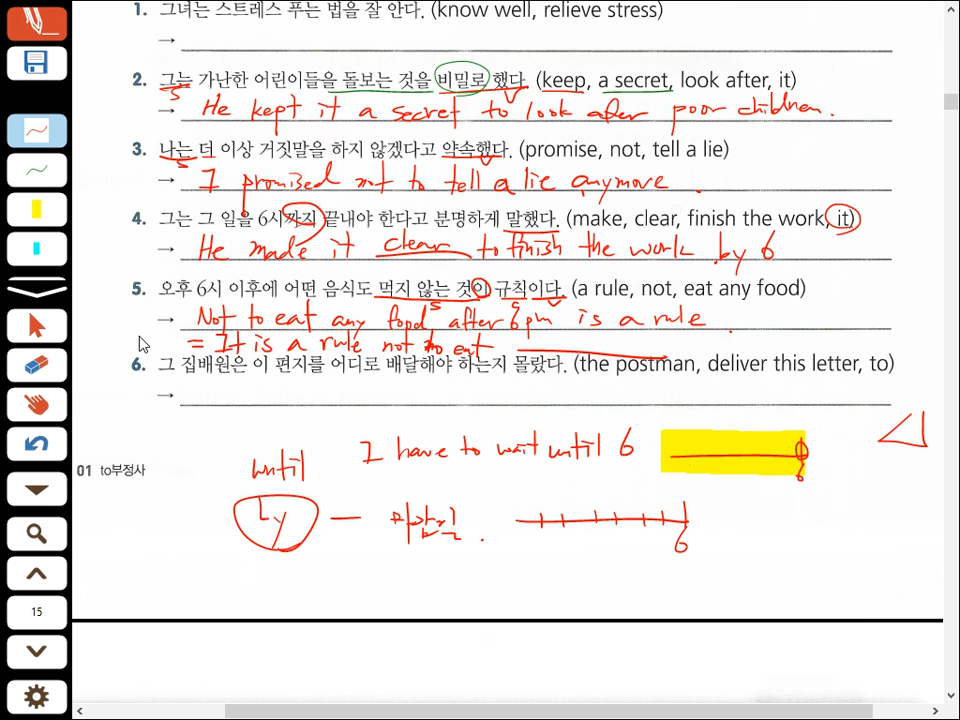 1. 그녀는 스트레스 푸는 법을 잘 안다. (know well, relieve stress)
→
2. 그는 가난한 어린이들을 돌보는 것을 비밀로 했다. (keep, a secret, look after, it)
S
→ He kept it a secret to look after poor children.
3. 나는 더 이상 거짓말을 하지 않겠다고 약속했다. (promise, not, tell a lie)
S
→ I promised not to tell a lie anymore.
4. 그는 그 일을 6시까지 끝내야 한다고 분명하게 말했다. (make, clear, finish the work, it)
→ He made it clear to finish the work by 6
5. 오후 6시 이후에 어떤 음식도 먹지 않는 것이 규칙이다. (a rule, not, eat any food)
→ Not to eat any food after 6pm is a rule.
= It is a rule not to eat
6. 그 집배원은 이 편지를 어디로 배달해야 하는지 몰랐다. (the postman, deliver this letter, to)
→
I have to wait until 6
6
01 to부정사
until
by —
6
15